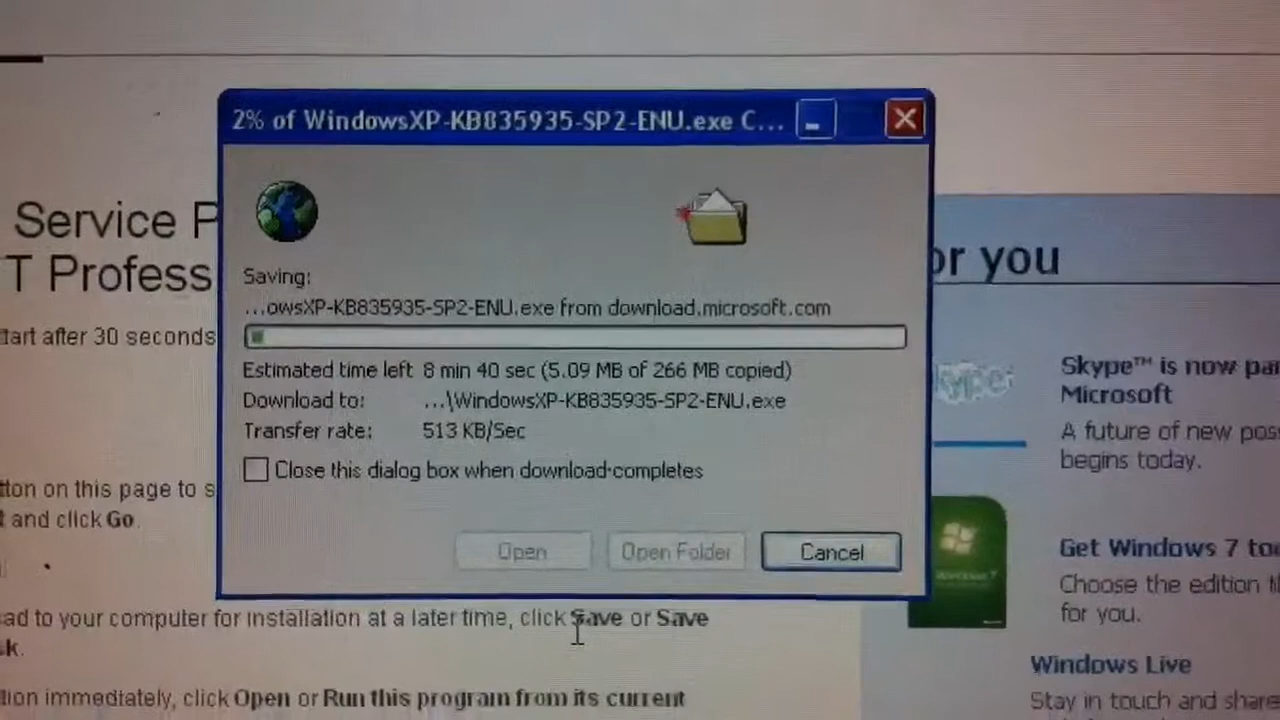 2% of WindowsXP-KB835935-SP2-ENU.exe C...
Service P
T Profess
or you
Saving:
...owsXP-KB835935-SP2-ENU.exe from download.microsoft.com
tart after 30 seconds
Estimated time left 8 min 40 sec (5.09 MB of 266 MB copied)
Download to: ...\WindowsXP-KB835935-SP2-ENU.exe
Transfer rate: 513 KB/Sec
Close this dialog box when download completes
Skype™ is now pa
Microsoft
A future of new pos
begins today.
tton on this page to s
t and click Go.
Open Open Folder Cancel
Get Windows 7 to
Choose the edition
for you.
ad to your computer for installation at a later time, click Save or Save
k.
Windows Live
tion immediately, click Open or Run this program from its current
Stay in touch and share